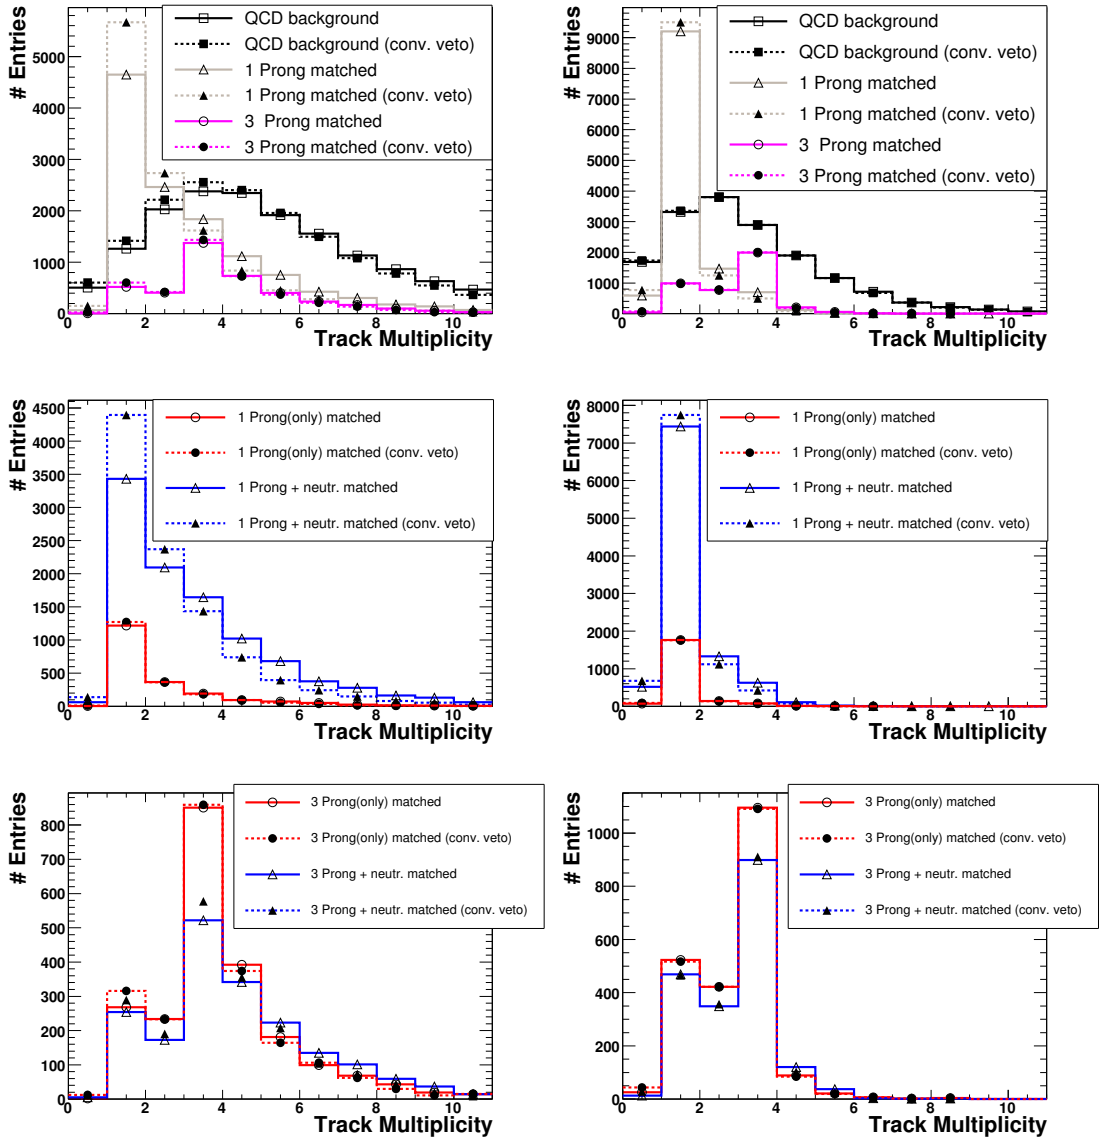 # Entries
QCD background
QCD background (conv. veto)
1 Prong matched
1 Prong matched (conv. veto)
3  Prong matched
3 Prong matched (conv. veto)
5000
4000
3000
2000
1000
0
0 2 4 6 8 10
Track Multiplicity
# Entries
QCD background
QCD background (conv. veto)
1 Prong matched
1 Prong matched (conv. veto)
3  Prong matched
3 Prong matched (conv. veto)
9000
8000
7000
6000
5000
4000
3000
2000
1000
0
0 2 4 6 8 10
Track Multiplicity
# Entries
1 Prong(only) matched
1 Prong(only) matched (conv. veto)
1 Prong + neutr. matched
1 Prong + neutr. matched (conv. veto)
4500
4000
3500
3000
2500
2000
1500
1000
500
0
0 2 4 6 8 10
Track Multiplicity
# Entries
1 Prong(only) matched
1 Prong(only) matched (conv. veto)
1 Prong + neutr. matched
1 Prong + neutr. matched (conv. veto)
8000
7000
6000
5000
4000
3000
2000
1000
0
0 2 4 6 8 10
Track Multiplicity
# Entries
3 Prong(only) matched
3 Prong(only) matched (conv. veto)
3 Prong + neutr. matched
3 Prong + neutr. matched (conv. veto)
800
700
600
500
400
300
200
100
0
0 2 4 6 8 10
Track Multiplicity
# Entries
3 Prong(only) matched
3 Prong(only) matched (conv. veto)
3 Prong + neutr. matched
3 Prong + neutr. matched (conv. veto)
1000
800
600
400
200
0
0 2 4 6 8 10
Track Multiplicity